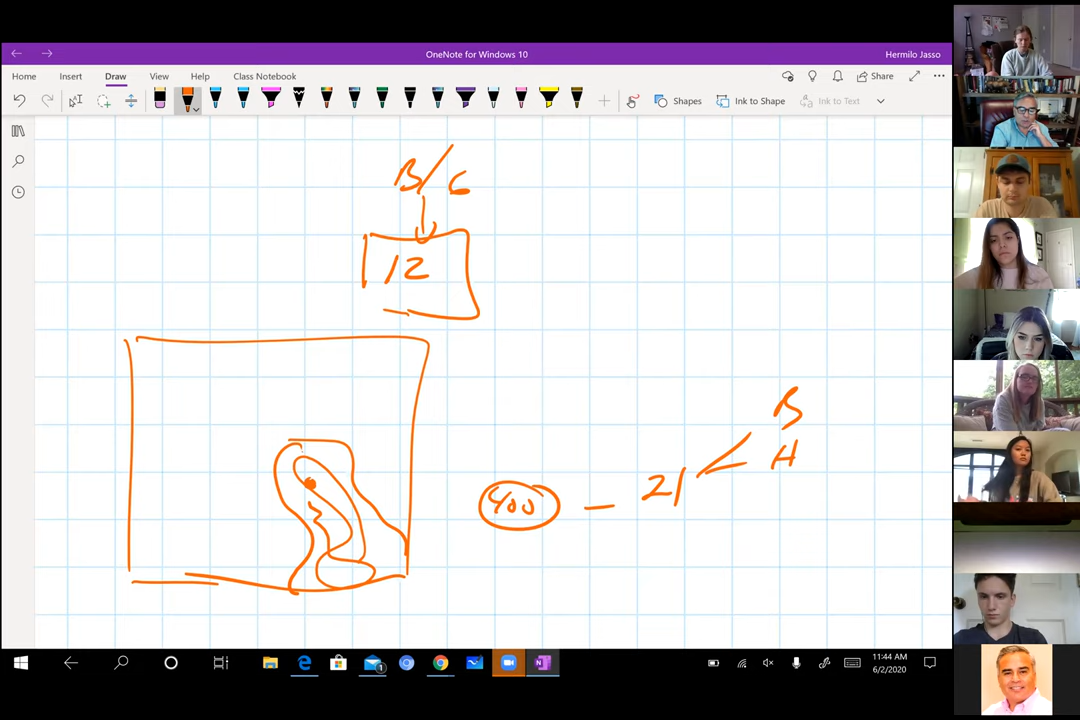 OneNote for Windows 10
Hermilo Jasso
Home Insert Draw View Help Class Notebook
Share
Shapes Ink to Shape Ink to Text
B/G
12
400 – 21 < B
H
11:44 AM
6/2/2020
1